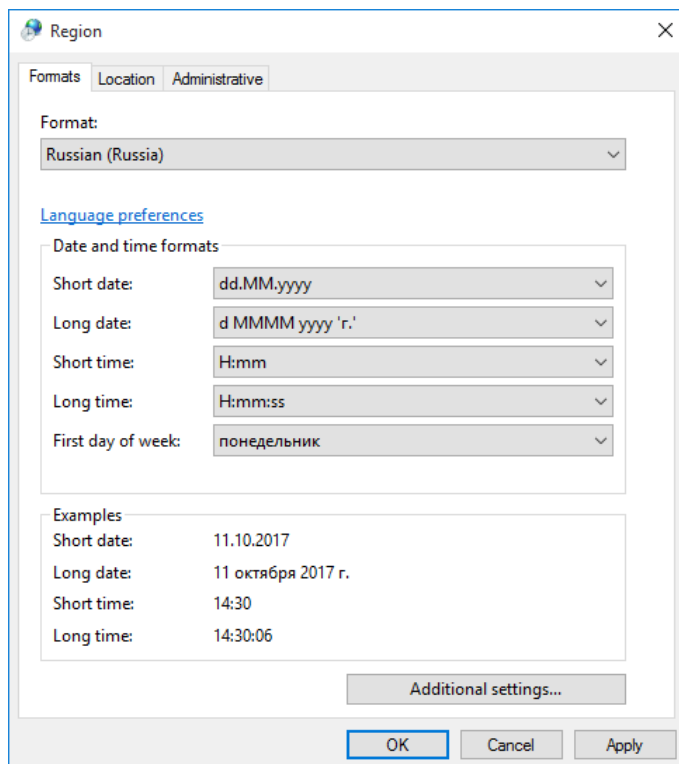 Region
Formats Location Administrative
Format:
Russian (Russia)
Language preferences
Date and time formats
Short date: dd.MM.yyyy
Long date: d MMMM yyyy 'г.'
Short time: H:mm
Long time: H:mm:ss
First day of week: понедельник
Examples
Short date: 11.10.2017
Long date: 11 октября 2017 г.
Short time: 14:30
Long time: 14:30:06
Additional settings...
OK Cancel Apply